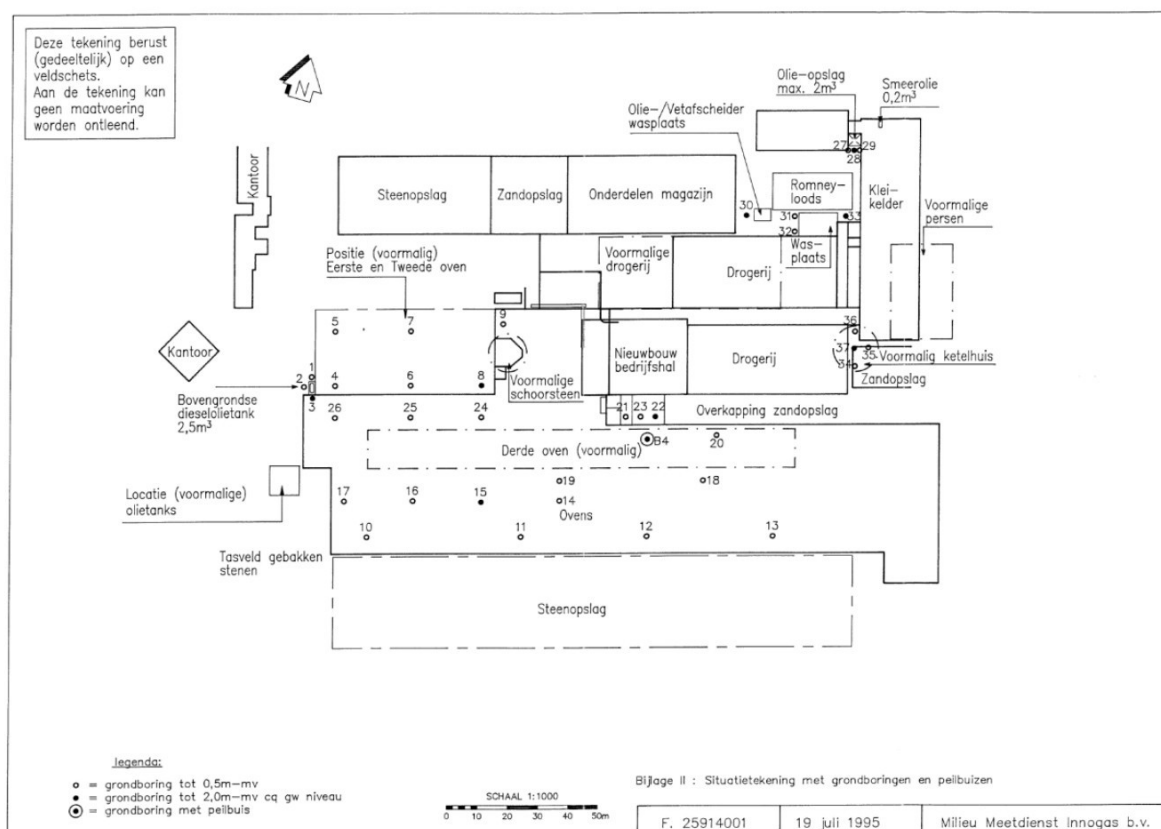 Deze tekening berust
(gedeeltelijk) op een
veldschets.
Aan de tekening kan
geen maatvoering
worden ontleend.
N
Olie-opslag
max. 2m³
Smeerolie
0,2m³
Olie-/Vetafscheider
wasplaats
Kantoor
27
29
28
Steenopslag
Zandopslag
Onderdelen magazijn
Romney-
loods
Klei-
kelder
Voormalige
persen
30
31
33
32
Was-
plaats
Positie (voormalig)
Eerste en Tweede oven
Voormalige
drogerij
Drogerij
5
7
9
36
Kantoor
Nieuwbouw
bedrijfshal
Drogerij
37
35
Voormalig ketelhuis
34
Zandopslag
1
2
4
6
8
Voormalige
schoorsteen
Bovengrondse
dieselolietank
2,5m³
3
26
25
24
21
23
22
Overkapping zandopslag
Derde oven (voormalig)
B4
20
19
18
Locatie (voormalige)
olietanks
17
16
15
14
Ovens
10
11
12
13
Tasveld gebakken
stenen
Steenopslag
legenda:
= grondboring tot 0,5m-mv
= grondboring tot 2,0m-mv cq gw niveau
= grondboring met peilbuis
SCHAAL 1:1000
0 10 20 30 40 50m
Bijlage II : Situatietekening met grondboringen en peilbuizen
F. 25914001 19 juli 1995 Milieu Meetdienst Innogas b.v.